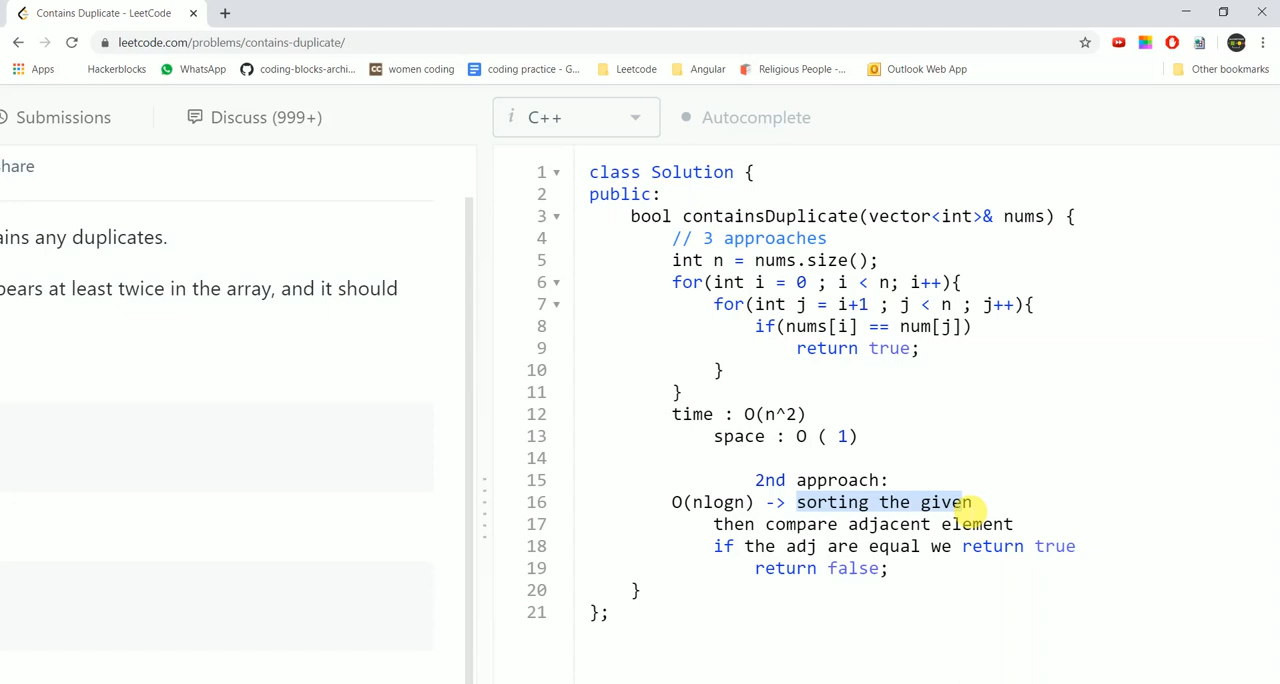 Contains Duplicate - LeetCode
leetcode.com/problems/contains-duplicate/
Apps Hackerblocks WhatsApp coding-blocks-archi... CC women coding coding practice - G... Leetcode Angular Religious People -... Outlook Web App Other bookmarks
Submissions Discuss (999+) i C++ Autocomplete
hare
ains any duplicates.
pears at least twice in the array, and it should
1 class Solution {
2 public:
3 bool containsDuplicate(vector<int>& nums) {
4 // 3 approaches
5 int n = nums.size();
6 for(int i = 0 ; i < n; i++){
7 for(int j = i+1 ; j < n ; j++){
8 if(nums[i] == num[j])
9 return true;
10 }
11 }
12 time : O(n^2)
13 space : O ( 1)
14
15 2nd approach:
16 O(nlogn) -> sorting the given
17 then compare adjacent element
18 if the adj are equal we return true
19 return false;
20 }
21 };